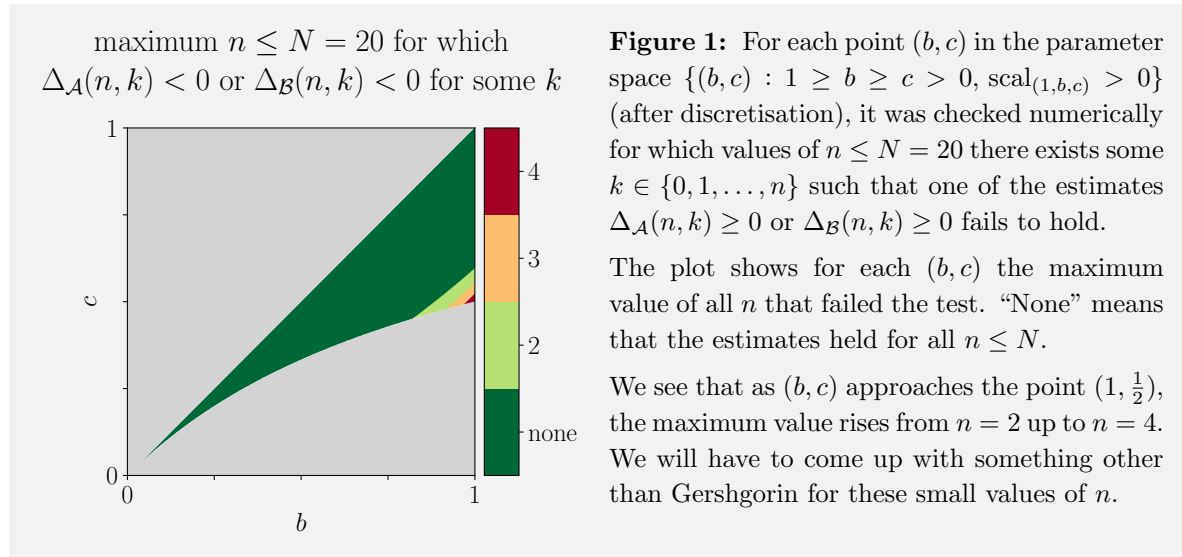 maximum n ≤ N = 20 for which
Δ_𝒜(n, k) < 0 or Δ_ℬ(n, k) < 0 for some k
1
c
0
0
b
1
4
3
2
none
Figure 1: For each point (b, c) in the parameter
space {(b, c) : 1 ≥ b ≥ c > 0, scal_(1,b,c) > 0}
(after discretisation), it was checked numerically
for which values of n ≤ N = 20 there exists some
k ∈ {0, 1, . . . , n} such that one of the estimates
Δ_𝒜(n, k) ≥ 0 or Δ_ℬ(n, k) ≥ 0 fails to hold.
The plot shows for each (b, c) the maximum
value of all n that failed the test. “None” means
that the estimates held for all n ≤ N.
We see that as (b, c) approaches the point (1, 1/2),
the maximum value rises from n = 2 up to n = 4.
We will have to come up with something other
than Gershgorin for these small values of n.